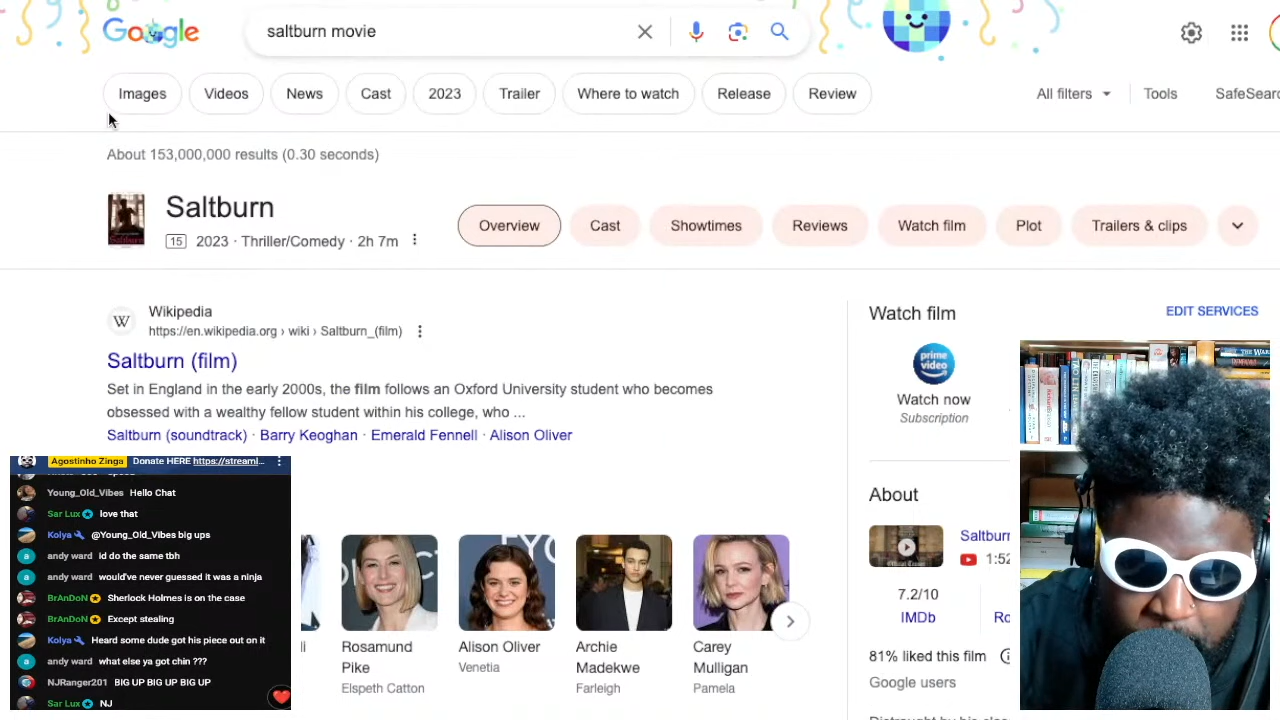 Google
saltburn movie
Images
Videos
News
Cast
2023
Trailer
Where to watch
Release
Review
All filters
Tools
SafeSearc
About 153,000,000 results (0.30 seconds)
Saltburn
15 2023 · Thriller/Comedy · 2h 7m
Overview
Cast
Showtimes
Reviews
Watch film
Plot
Trailers & clips
W
Wikipedia
https://en.wikipedia.org › wiki › Saltburn_(film)
Saltburn (film)
Set in England in the early 2000s, the film follows an Oxford University student who becomes
obsessed with a wealthy fellow student within his college, who ...
Saltburn (soundtrack) · Barry Keoghan · Emerald Fennell · Alison Oliver
Rosamund
Pike
Elspeth Catton
Alison Oliver
Venetia
Archie
Madekwe
Farleigh
Carey
Mulligan
Pamela
Watch film
EDIT SERVICES
prime
video
Watch now
Subscription
About
Saltburn
1:52
7.2/10
IMDb
Ro
81% liked this film
Google users
Agostinho Zinga Donate HERE https://streaml...
Young_Old_Vibes Hello Chat
Sar Lux love that
Kolya @Young_Old_Vibes big ups
andy ward id do the same tbh
andy ward would've never guessed it was a ninja
BrAnDoN Sherlock Holmes is on the case
BrAnDoN Except stealing
Kolya Heard some dude got his piece out on it
andy ward what else ya got chin ???
NJRanger201 BIG UP BIG UP BIG UP
Sar Lux NJ